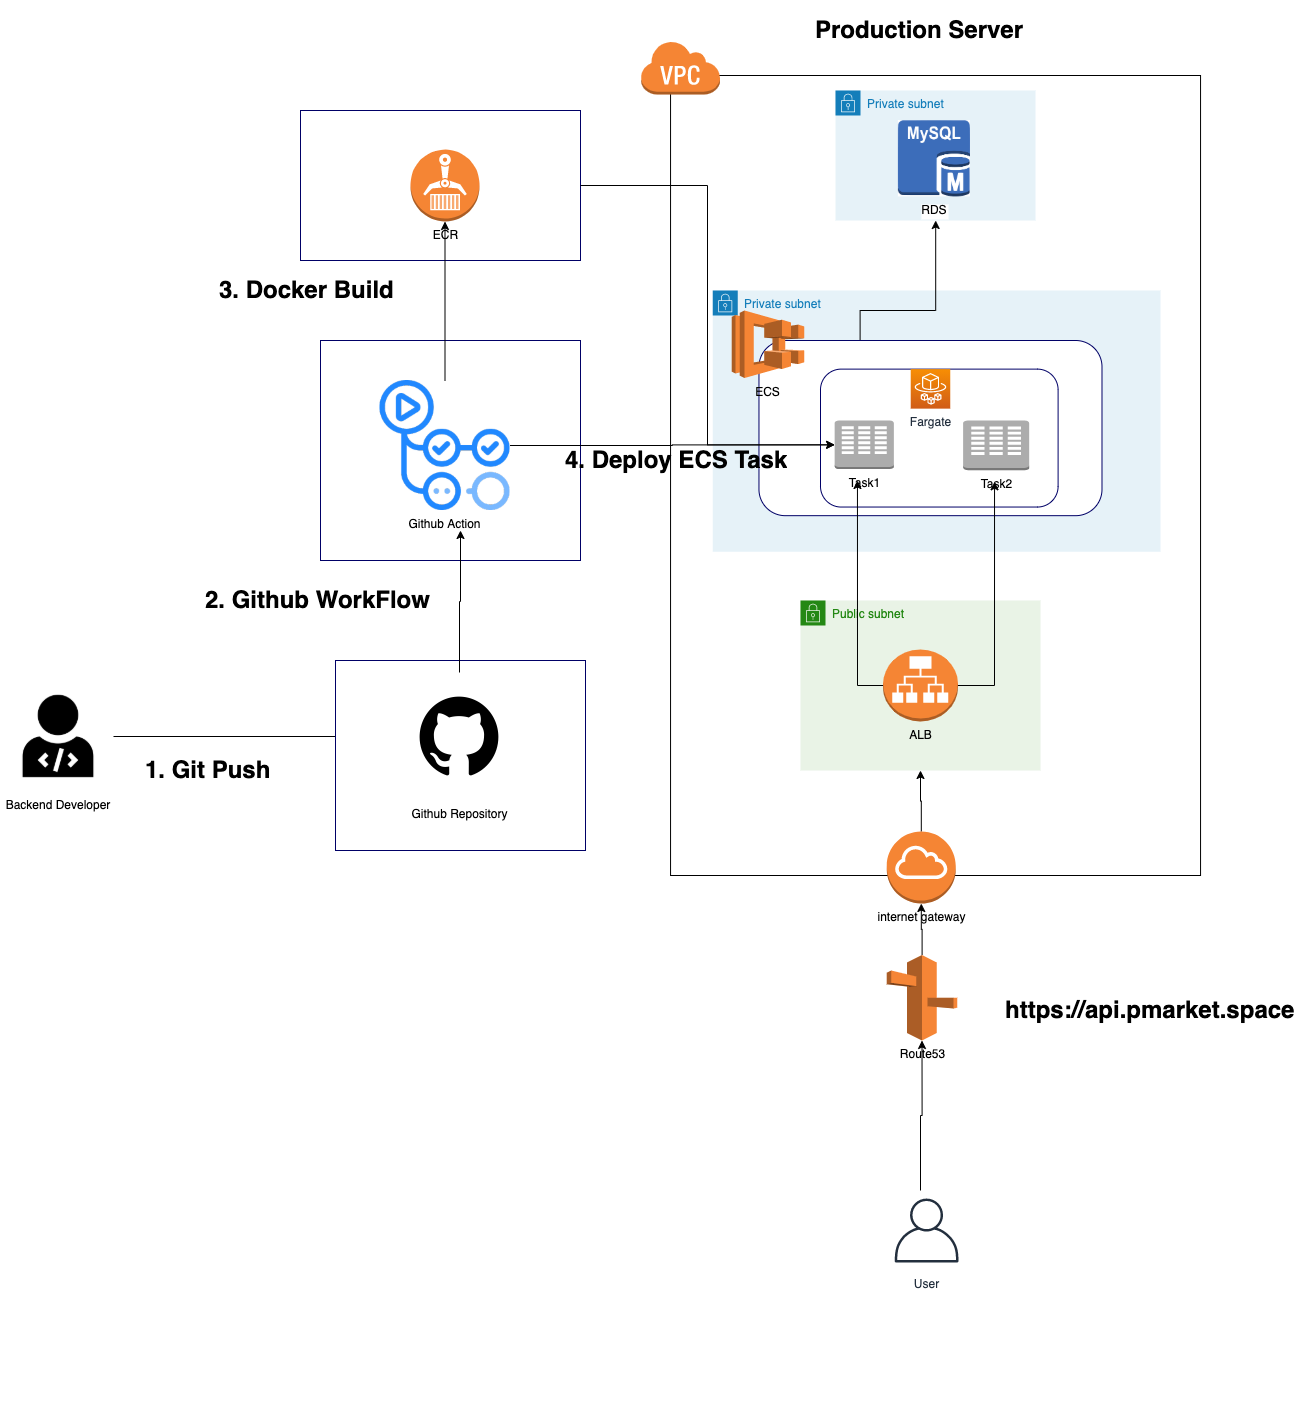 Production Server
VPC
Private subnet
MySQL
M
RDS
ECR
3. Docker Build
Private subnet
ECS
Fargate
Task1
Task2
4. Deploy ECS Task
Github Action
2. Github WorkFlow
Public subnet
ALB
Backend Developer
1. Git Push
Github Repository
internet gateway
Route53
https://api.pmarket.space
User